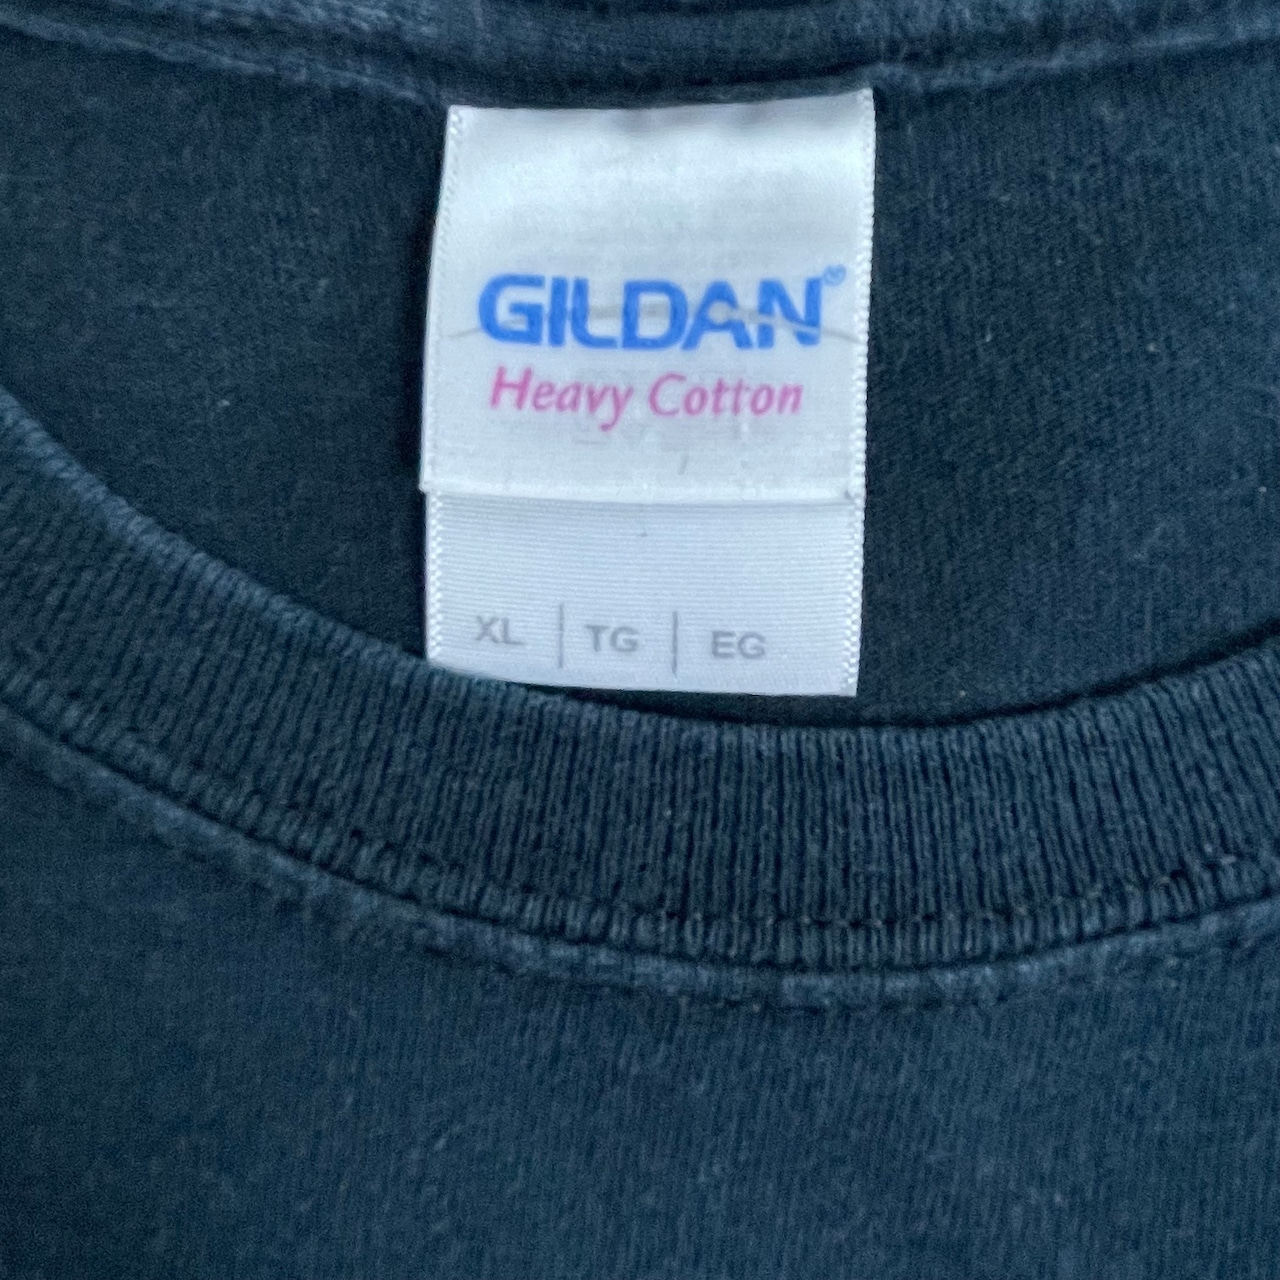 GILDAN®
Heavy Cotton
XL | TG | EG